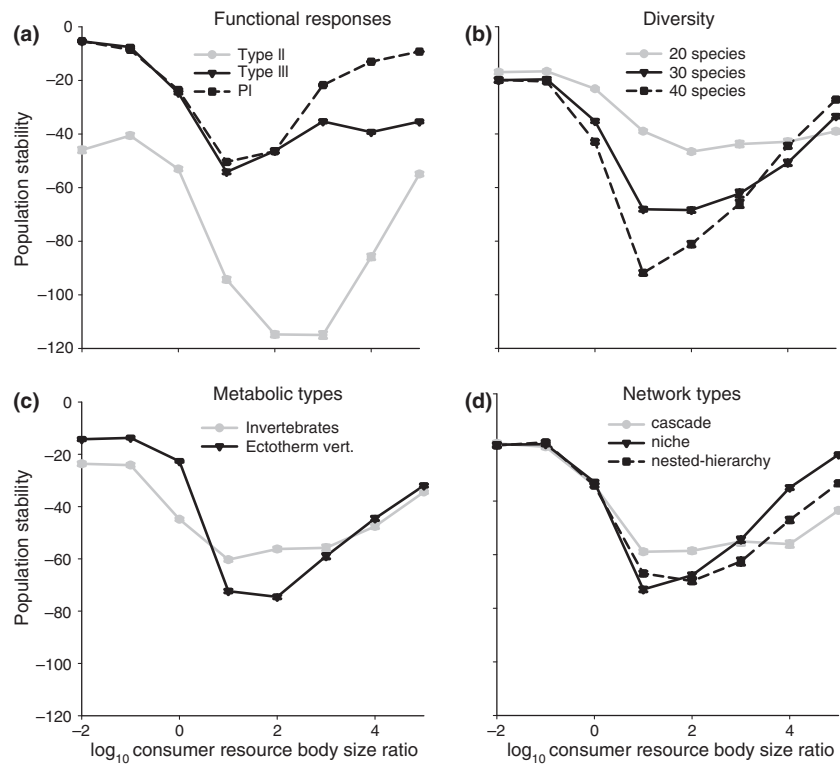 Functional responses
(a)
Type II
Type III
PI
Population stability
0
−20
−40
−60
−80
−100
−120
Diversity
(b)
20 species
30 species
40 species
Metabolic types
(c)
Invertebrates
Ectotherm vert.
Population stability
0
−20
−40
−60
−80
−100
−120
−2 0 2 4
log10 consumer resource body size ratio
Network types
(d)
cascade
niche
nested-hierarchy
−2 0 2 4
log10 consumer resource body size ratio